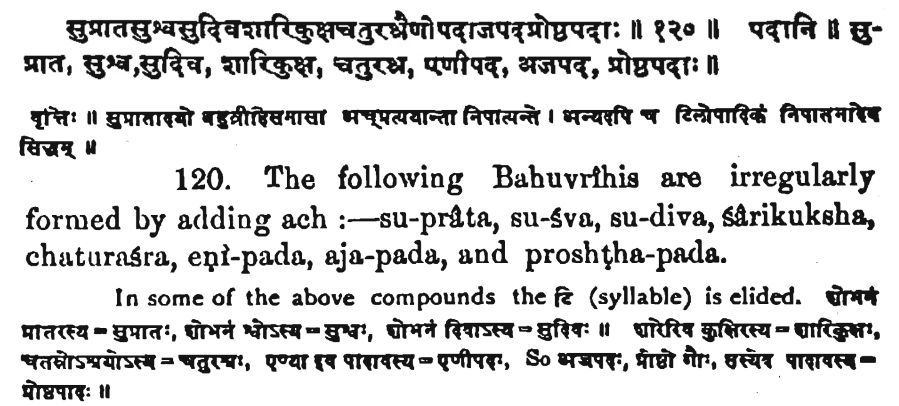 सुप्रातसुश्वसुदिवशारिकुक्षचतुरश्रैणीपदाजपदप्रोष्ठपदाः ॥ १२० ॥ पदानि ॥ सु-
प्रात, सुश्व,सुदिव, शारिकुक्ष, चतुरश्र, एणीपद, अजपद, प्रोष्ठपदाः ॥
वृत्तिः ॥ सुप्रातादयो बहुव्रीहिसमासा अच्प्रत्ययान्ता निपात्यन्ते । अन्यदपि च टिलोपादिकं निपातनादेव
सिद्धम् ॥
120. The following Bahuvrîhis are irregularly
formed by adding ach :—su-prâta, su-śva, su-diva, śârikuksha,
chaturaśra, eṇî-pada, aja-pada, and proshṭha-pada.
In some of the above compounds the टि (syllable) is elided. शोभनं
प्रातरस्य = सुप्रातः, शोभनं श्वोऽस्य = सुश्वः, शोभनं दिवाऽस्य = सुदिवः ॥ शारेरिव कुक्षिरस्य = शारिकुक्षः,
चतस्रोऽश्रयोऽस्य = चतुरश्रः, एण्या इव पादावस्य = एणीपदः, So अजपदः, प्रोष्ठो गौः, तस्येव पादावस्य =
प्रोष्ठपादः ॥